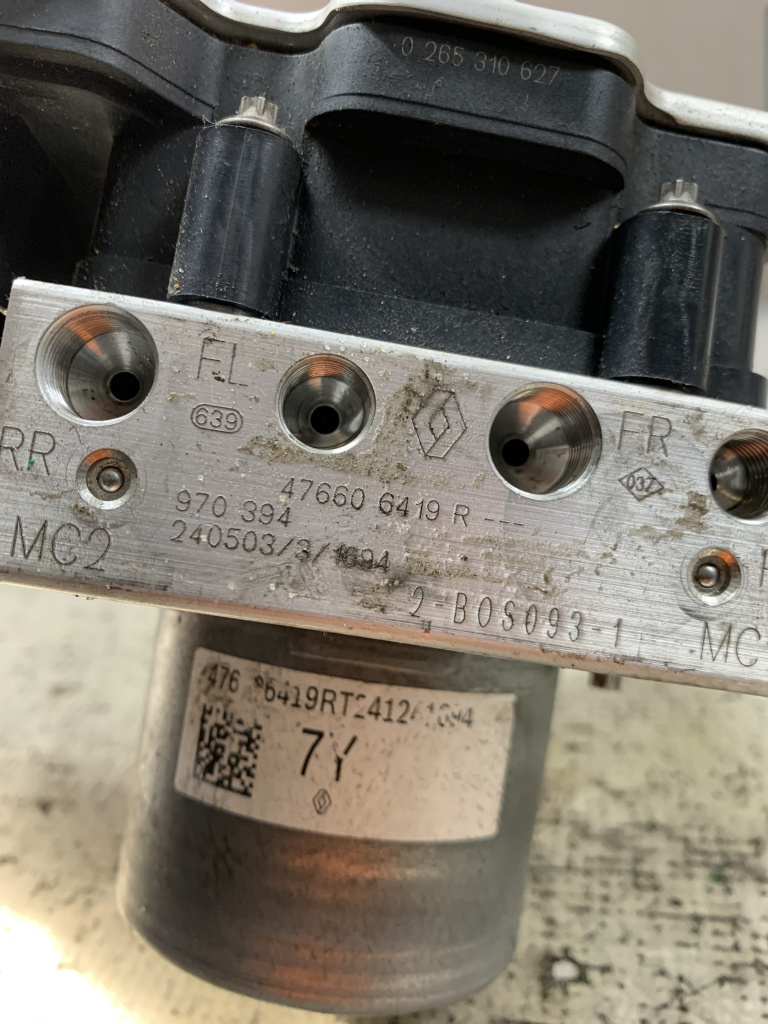 0 265 310 627
FL
FR
639
RR
037
47660 6419 R ---
970 394
240503/3/1694
MC2
2-BOS093-1
MC
7Y